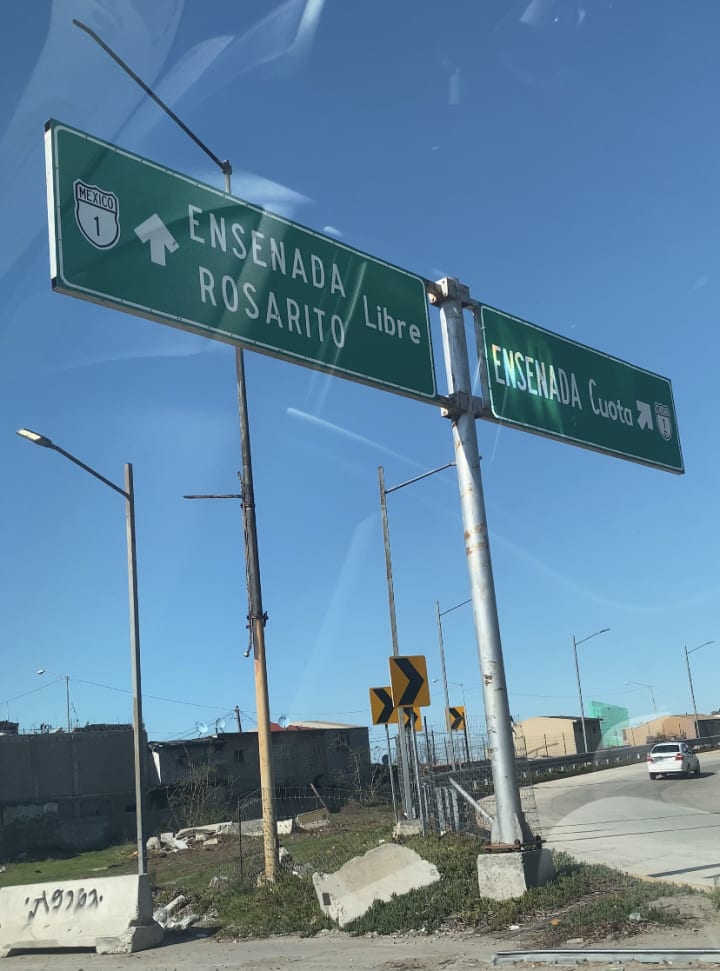 MEXICO
1
ENSENADA
ROSARITO
Libre
ENSENADA Cuota